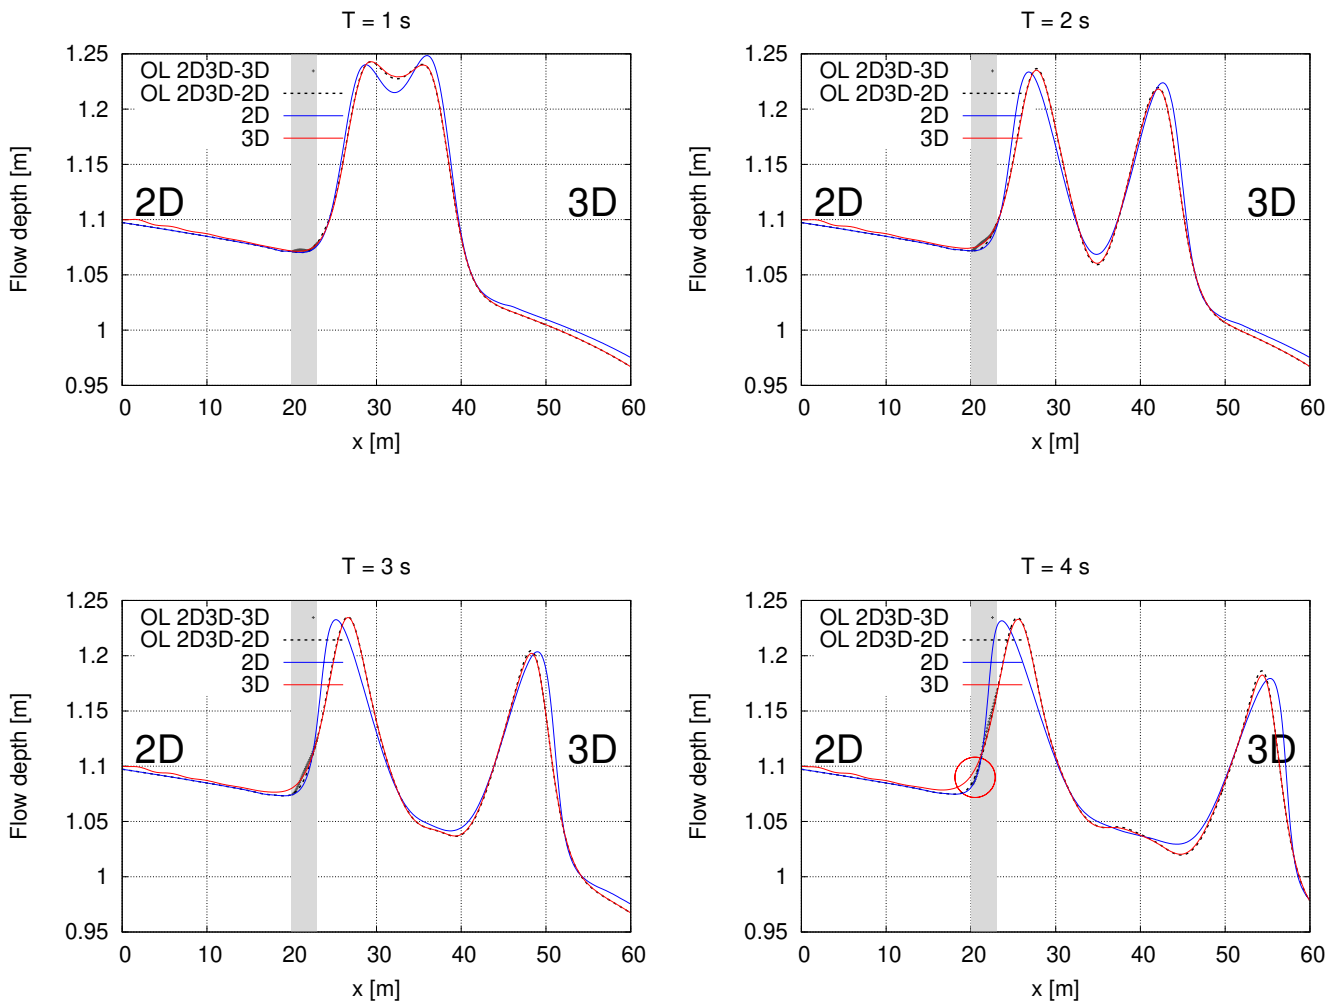 T = 1 s
1.25
1.2
1.15
1.1
1.05
1
0.95
Flow depth [m]
OL 2D3D-3D
OL 2D3D-2D
2D
3D
2D
3D
0 10 20 30 40 50 60
x [m]
T = 2 s
1.25
1.2
1.15
1.1
1.05
1
0.95
Flow depth [m]
OL 2D3D-3D
OL 2D3D-2D
2D
3D
2D
3D
0 10 20 30 40 50 60
x [m]
T = 3 s
1.25
1.2
1.15
1.1
1.05
1
0.95
Flow depth [m]
OL 2D3D-3D
OL 2D3D-2D
2D
3D
2D
3D
0 10 20 30 40 50 60
x [m]
T = 4 s
1.25
1.2
1.15
1.1
1.05
1
0.95
Flow depth [m]
OL 2D3D-3D
OL 2D3D-2D
2D
3D
2D
3D
0 10 20 30 40 50 60
x [m]